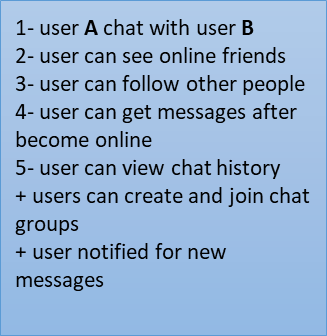 1- user A chat with user B
2- user can see online friends
3- user can follow other people
4- user can get messages after
become online
5- user can view chat history
+ users can create and join chat
groups
+ user notified for new
messages